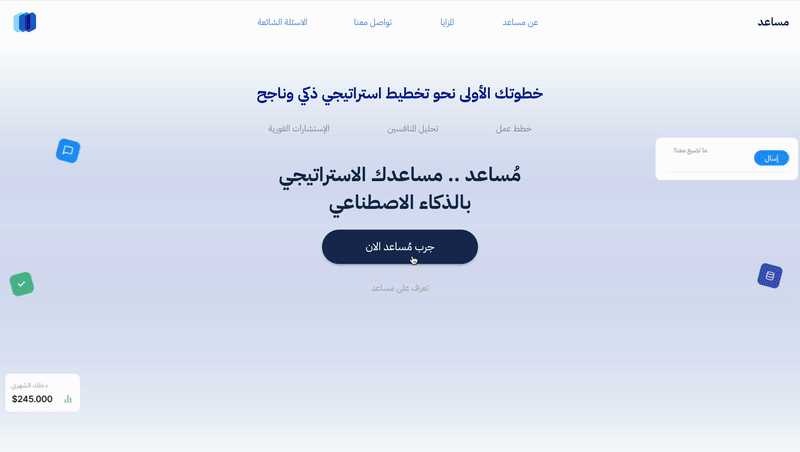 مساعد
عن مساعد
المزايا
تواصل معنا
الاسئلة الشائعة
خطوتك الأولى نحو تخطيط استراتيجي ذكي وناجح
خطط عمل
تحليل المنافسين
الإستشارات الفورية
ما تضيع معنا!
إسال
مُساعد .. مساعدك الاستراتيجي
بالذكاء الاصطناعي
جرب مُساعد الان
تعرف على مساعد
دخلك الشهري
$245.000